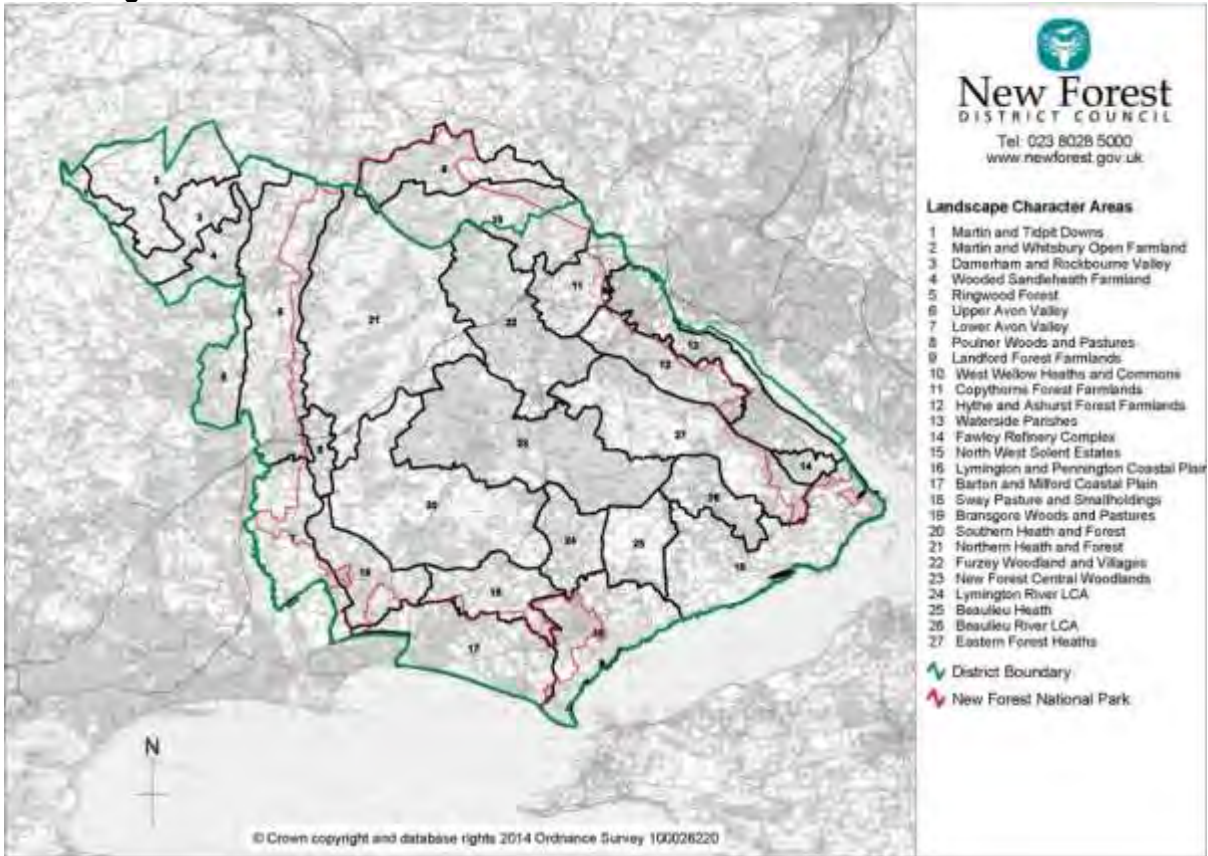 New Forest
DISTRICT COUNCIL
Tel: 023 8028 5000
www.newforest.gov.uk
Landscape Character Areas
1 Martin and Tidpit Downs
2 Martin and Whitsbury Open Farmland
3 Damerham and Rockbourne Valley
4 Wooded Sandleheath Farmland
5 Ringwood Forest
6 Upper Avon Valley
7 Lower Avon Valley
8 Poulner Woods and Pastures
9 Landford Forest Farmlands
10 West Wellow Heaths and Commons
11 Copythorne Forest Farmlands
12 Hythe and Ashurst Forest Farmlands
13 Waterside Parishes
14 Fawley Refinery Complex
15 North West Solent Estates
16 Lymington and Pennington Coastal Plain
17 Barton and Milford Coastal Plain
18 Sway Pasture and Smallholdings
19 Bransgore Woods and Pastures
20 Southern Heath and Forest
21 Northern Heath and Forest
22 Furzey Woodland and Villages
23 New Forest Central Woodlands
24 Lymington River LCA
25 Beaulieu Heath
26 Beaulieu River LCA
27 Eastern Forest Heaths
District Boundary
New Forest National Park
21
22
11
27
14
20
24
25
17
N
© Crown copyright and database rights 2014 Ordnance Survey 100026220